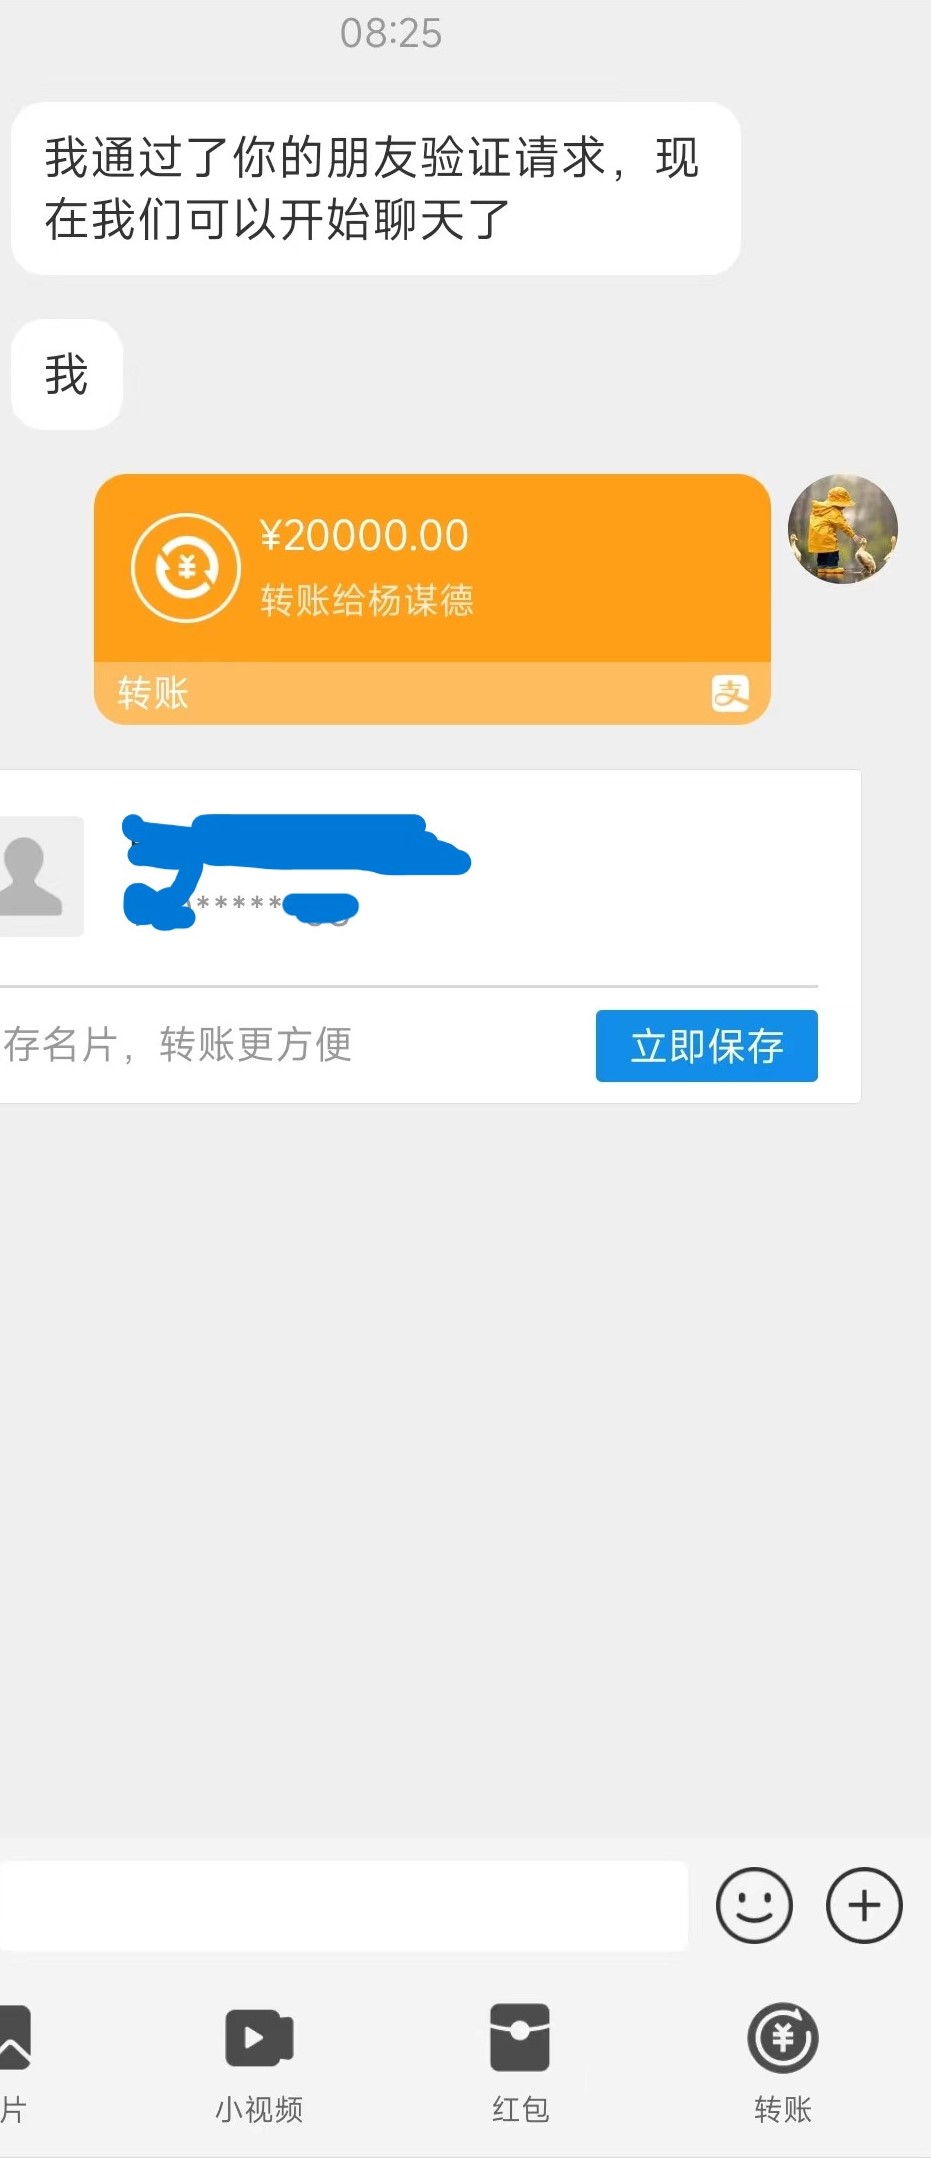 08:25
我通过了你的朋友验证请求，现
在我们可以开始聊天了
我
¥20000.00
转账给杨谋德
转账
支
*****
存名片，转账更方便
立即保存
片
小视频
红包
转账